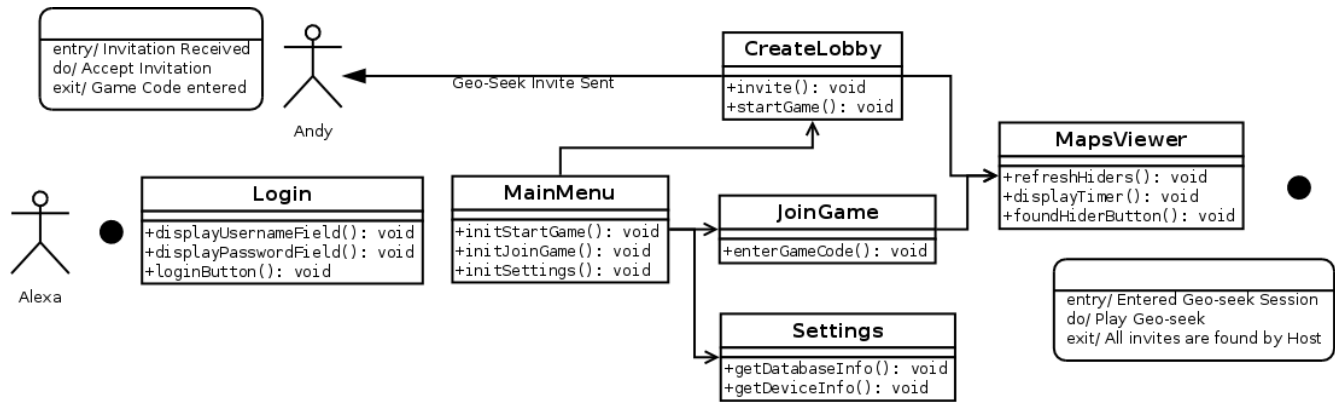 entry/ Invitation Received
do/ Accept Invitation
exit/ Game Code entered
Andy
Geo-Seek Invite Sent
CreateLobby
+invite(): void
+startGame(): void
Alexa
Login
+displayUsernameField(): void
+displayPasswordField(): void
+loginButton(): void
MainMenu
+initStartGame(): void
+initJoinGame(): void
+initSettings(): void
JoinGame
+enterGameCode(): void
Settings
+getDatabaseInfo(): void
+getDeviceInfo(): void
MapsViewer
+refreshHiders(): void
+displayTimer(): void
+foundHiderButton(): void
entry/ Entered Geo-seek Session
do/ Play Geo-seek
exit/ All invites are found by Host